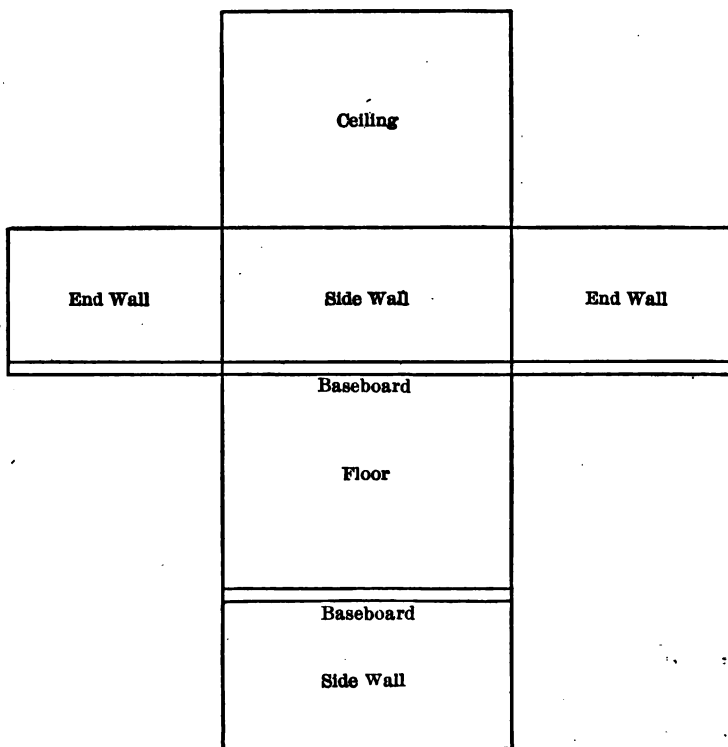 Ceiling
End Wall
Side Wall
End Wall
Baseboard
Floor
Baseboard
Side Wall